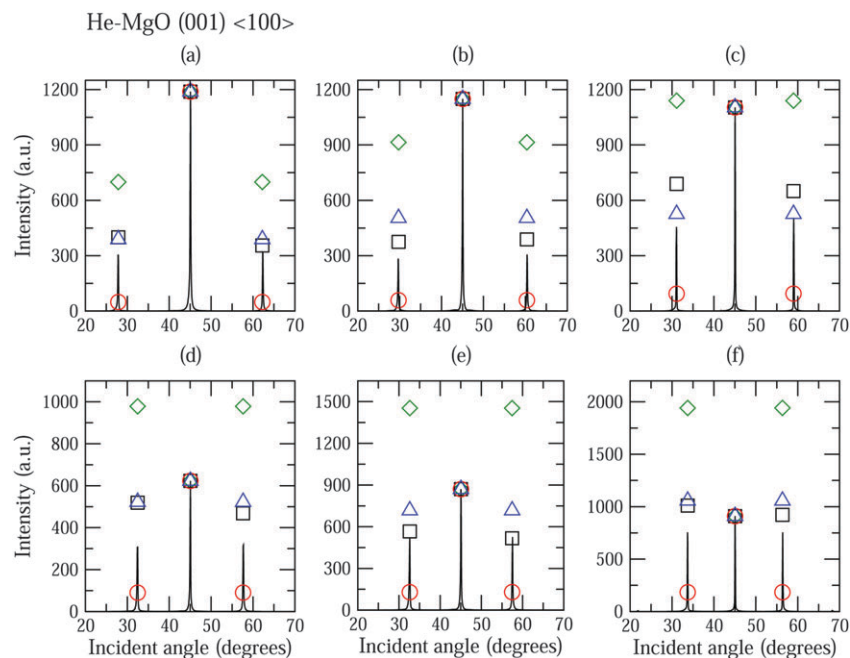 He-MgO (001) <100>
(a) (b) (c)
1200 1200 1200
900 900 900
600 600 600
300 300 300
0 0 0
Intensity (a.u.)
20 30 40 50 60 70 20 30 40 50 60 70 20 30 40 50 60 70
(d) (e) (f)
1000 1500 2000
800 1200 1500
600 900 1000
400 600 500
200 300 0
0 0
Intensity (a.u.)
20 30 40 50 60 70 20 30 40 50 60 70 20 30 40 50 60 70
Incident angle (degrees) Incident angle (degrees) Incident angle (degrees)